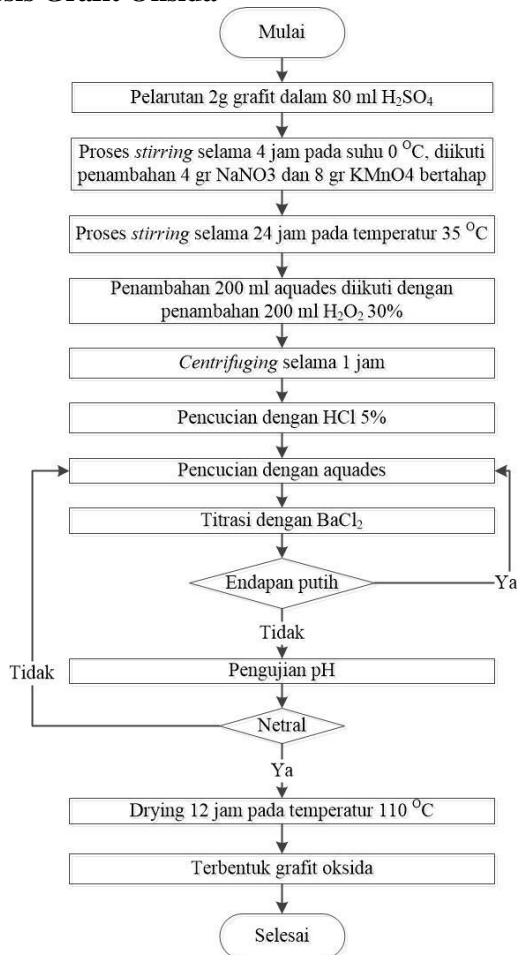 Mulai
Pelarutan 2g grafit dalam 80 ml H₂SO₄
Proses stirring selama 4 jam pada suhu 0 ᴼC, diikuti
penambahan 4 gr NaNO3 dan 8 gr KMnO4 bertahap
Proses stirring selama 24 jam pada temperatur 35 ᴼC
Penambahan 200 ml aquades diikuti dengan
penambahan 200 ml H₂O₂ 30%
Centrifuging selama 1 jam
Pencucian dengan HCl 5%
Pencucian dengan aquades
Titrasi dengan BaCl₂
Endapan putih
Ya
Tidak
Tidak
Pengujian pH
Netral
Ya
Drying 12 jam pada temperatur 110 ᴼC
Terbentuk grafit oksida
Selesai